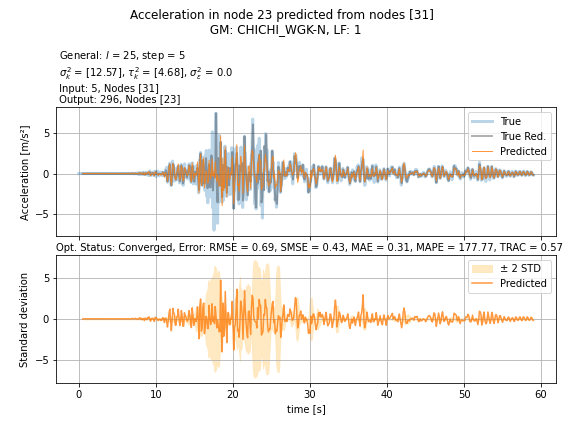 Acceleration in node 23 predicted from nodes [31]
GM: CHICHI_WGK-N, LF: 1
General: l = 25, step = 5
σ²ₖ = [12.57], τ²ₖ = [4.68], σ²ε = 0.0
Input: 5, Nodes [31]
Output: 296, Nodes [23]
Acceleration [m/s²]
5
0
−5
True
True Red.
Predicted
Opt. Status: Converged, Error: RMSE = 0.69, SMSE = 0.43, MAE = 0.31, MAPE = 177.77, TRAC = 0.57
Standard deviation
5
0
−5
± 2 STD
Predicted
0 10 20 30 40 50 60
time [s]